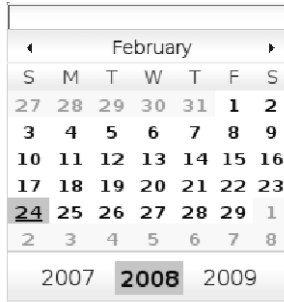 February
S M T W T F S
27 28 29 30 31 1 2
3 4 5 6 7 8 9
10 11 12 13 14 15 16
17 18 19 20 21 22 23
24 25 26 27 28 29 1
2 3 4 5 6 7 8
2007 2008 2009